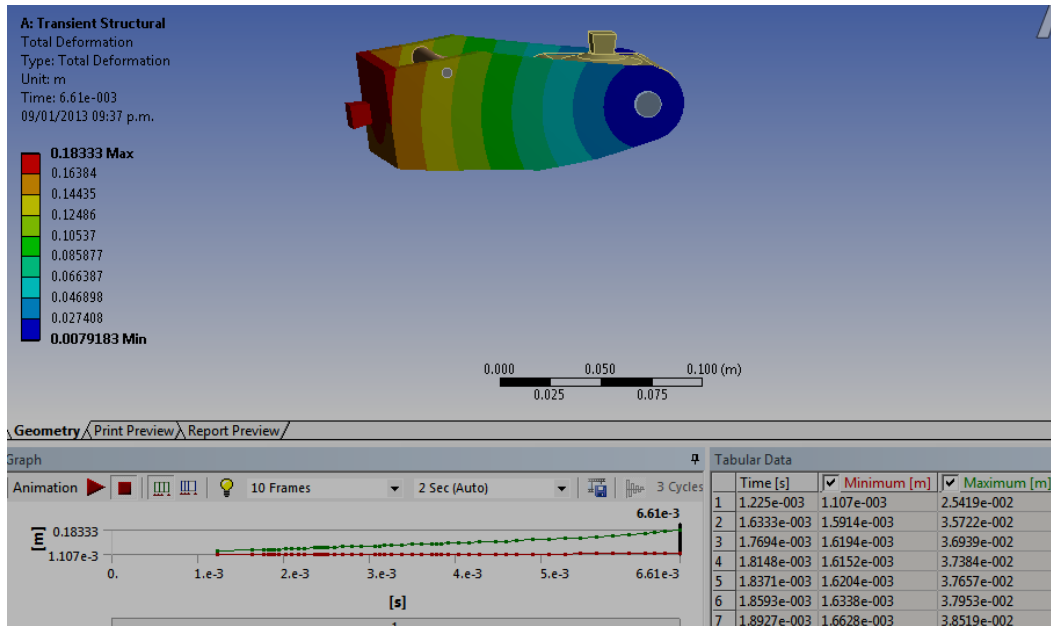 A: Transient Structural
Total Deformation
Type: Total Deformation
Unit: m
Time: 6.61e-003
09/01/2013 09:37 p.m.
0.18333 Max
0.16384
0.14435
0.12486
0.10537
0.085877
0.066387
0.046898
0.027408
0.0079183 Min
0.000 0.050 0.100 (m)
0.025 0.075
Geometry Print Preview Report Preview
Graph
Animation 10 Frames 2 Sec (Auto) 3 Cycles
6.61e-3
[m] 0.18333
1.107e-3
0. 1.e-3 2.e-3 3.e-3 4.e-3 5.e-3 6.61e-3
[s]
1
Tabular Data
Time [s] Minimum [m] Maximum [m]
1 1.225e-003 1.107e-003 2.5419e-002
2 1.6333e-003 1.5914e-003 3.5722e-002
3 1.7694e-003 1.6194e-003 3.6939e-002
4 1.8148e-003 1.6152e-003 3.7384e-002
5 1.8371e-003 1.6204e-003 3.7657e-002
6 1.8593e-003 1.6338e-003 3.7953e-002
7 1.8927e-003 1.6628e-003 3.8519e-002